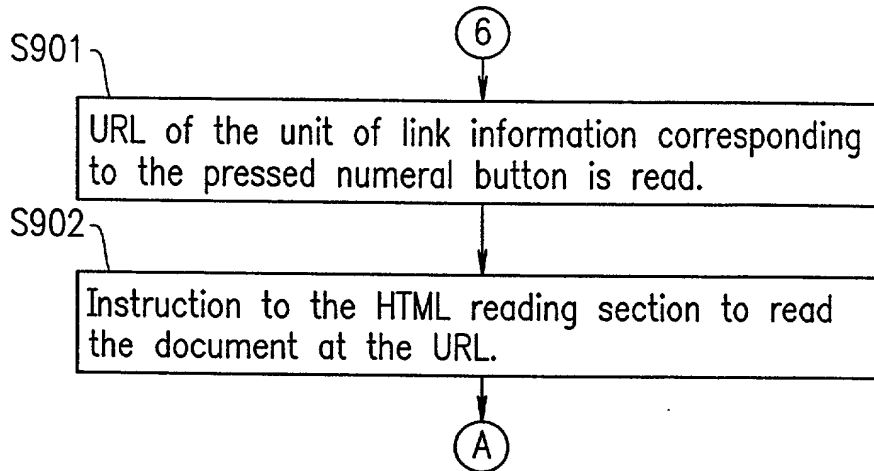 6
S901
URL of the unit of link information corresponding
to the pressed numeral button is read.
S902
Instruction to the HTML reading section to read
the document at the URL.
A